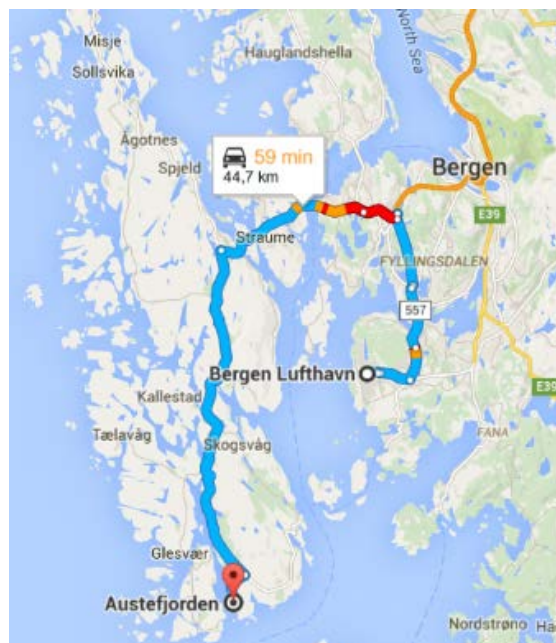 Misje
Sollsvika
Hauglandshella
North Sea
Ågotnes
Spjeld
59 min
44,7 km
Bergen
E39
Straume
FYLLINGSDALEN
557
Bergen Lufthavn
E39
Kallestad
Tælavåg
Skogsvåg
FANA
Glesvær
Austefjorden
Nordstrøno
Ha